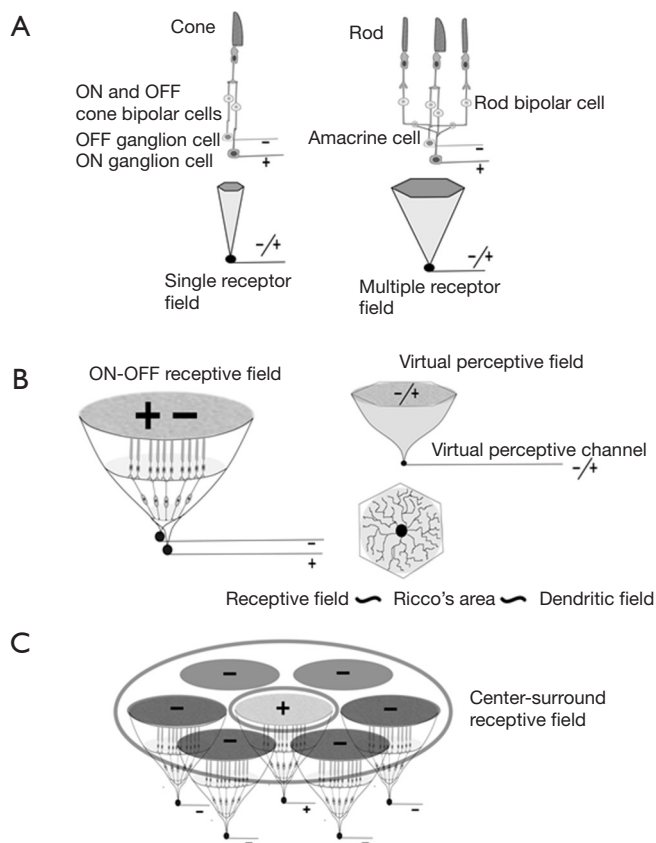 A
Cone
Rod
ON and OFF
cone bipolar cells
OFF ganglion cell
ON ganglion cell
–
+
Rod bipolar cell
Amacrine cell
–
+
–/+
Single receptor
field
–/+
Multiple receptor
field
B
ON-OFF receptive field
+ –
–
+
Virtual perceptive field
–/+
Virtual perceptive channel
–/+
Receptive field ~ Ricco's area ~ Dendritic field
C
– –
– + –
– –
Center-surround
receptive field
– + –
– –